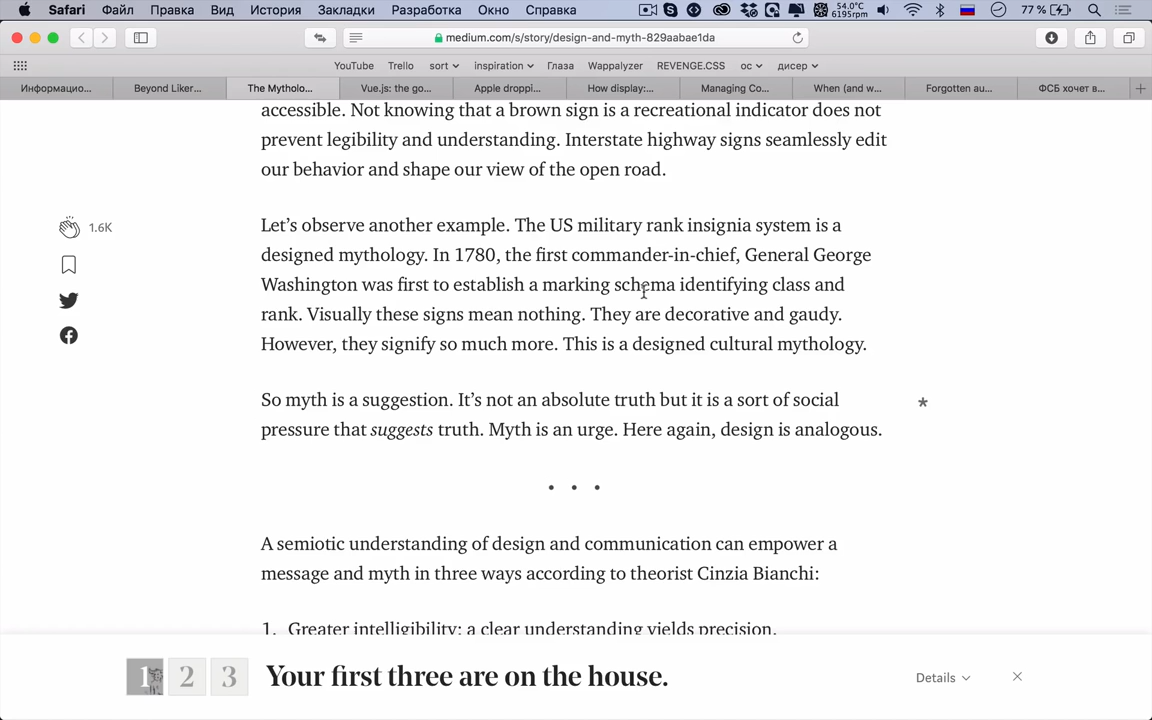 Safari Файл Правка Вид История Закладки Разработка Окно Справка 54.0°C 6195rpm 77 %
medium.com/s/story/design-and-myth-829aabae1da
YouTube Trello sort inspiration Глаза Wappalyzer REVENGE.CSS ос дисер
Информацио... Beyond Liker... The Mytholo... Vue.js: the go... Apple droppi... How display:... Managing Co... When (and w... Forgotten au... ФСБ хочет в...
accessible. Not knowing that a brown sign is a recreational indicator does not
prevent legibility and understanding. Interstate highway signs seamlessly edit
our behavior and shape our view of the open road.
1.6K
Let’s observe another example. The US military rank insignia system is a
designed mythology. In 1780, the first commander-in-chief, General George
Washington was first to establish a marking schema identifying class and
rank. Visually these signs mean nothing. They are decorative and gaudy.
However, they signify so much more. This is a designed cultural mythology.
So myth is a suggestion. It’s not an absolute truth but it is a sort of social
pressure that suggests truth. Myth is an urge. Here again, design is analogous.
*
• • •
A semiotic understanding of design and communication can empower a
message and myth in three ways according to theorist Cinzia Bianchi:
1. Greater intelligibility: a clear understanding yields precision.
1 2 3 Your first three are on the house. Details